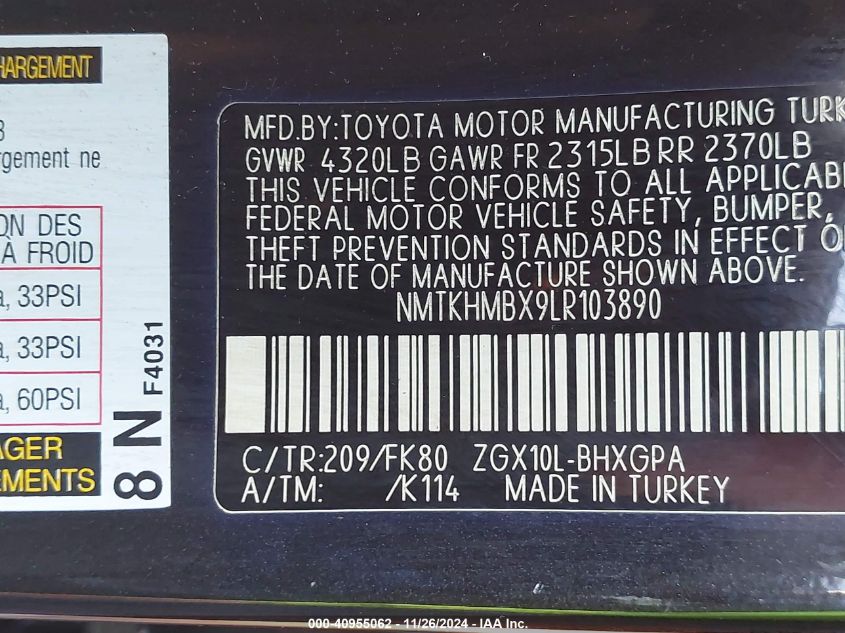 HARGEMENT
rgement ne
ON DES
À FROID
a, 33PSI
a, 33PSI
a, 60PSI
AGER
EMENTS
8 N F4031
MFD.BY:TOYOTA MOTOR MANUFACTURING TURK
GVWR 4320LB GAWR FR 2315LB RR 2370LB
THIS VEHICLE CONFORMS TO ALL APPLICABL
FEDERAL MOTOR VEHICLE SAFETY, BUMPER,
THEFT PREVENTION STANDARDS IN EFFECT O
THE DATE OF MANUFACTURE SHOWN ABOVE.
NMTKHMBX9LR103890
C/TR:209/FK80 ZGX10L-BHXGPA
A/TM: /K114 MADE IN TURKEY
000-40955062 - 11/26/2024 - IAA Inc.